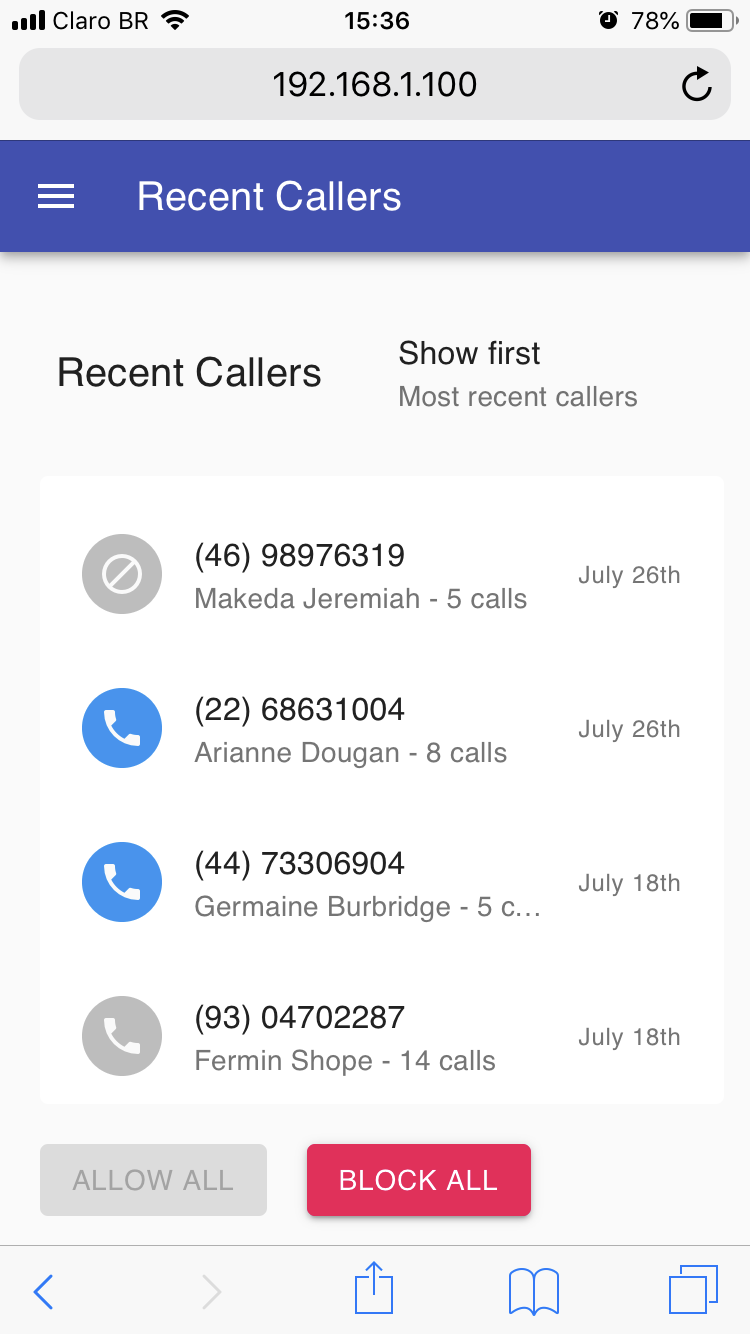 Claro BR 15:36 78%
192.168.1.100
Recent Callers
Recent Callers
Show first
Most recent callers
(46) 98976319
Makeda Jeremiah - 5 calls
July 26th
(22) 68631004
Arianne Dougan - 8 calls
July 26th
(44) 73306904
Germaine Burbridge - 5 c...
July 18th
(93) 04702287
Fermin Shope - 14 calls
July 18th
ALLOW ALL
BLOCK ALL